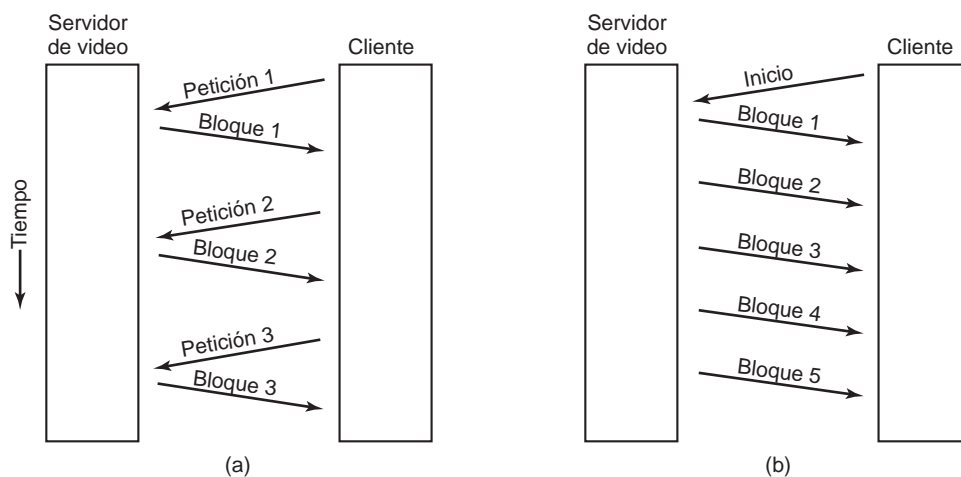 Servidor
de video
Cliente
Petición 1
Bloque 1
Petición 2
Bloque 2
Petición 3
Bloque 3
Tiempo
(a)
Servidor
de video
Cliente
Inicio
Bloque 1
Bloque 2
Bloque 3
Bloque 4
Bloque 5
(b)